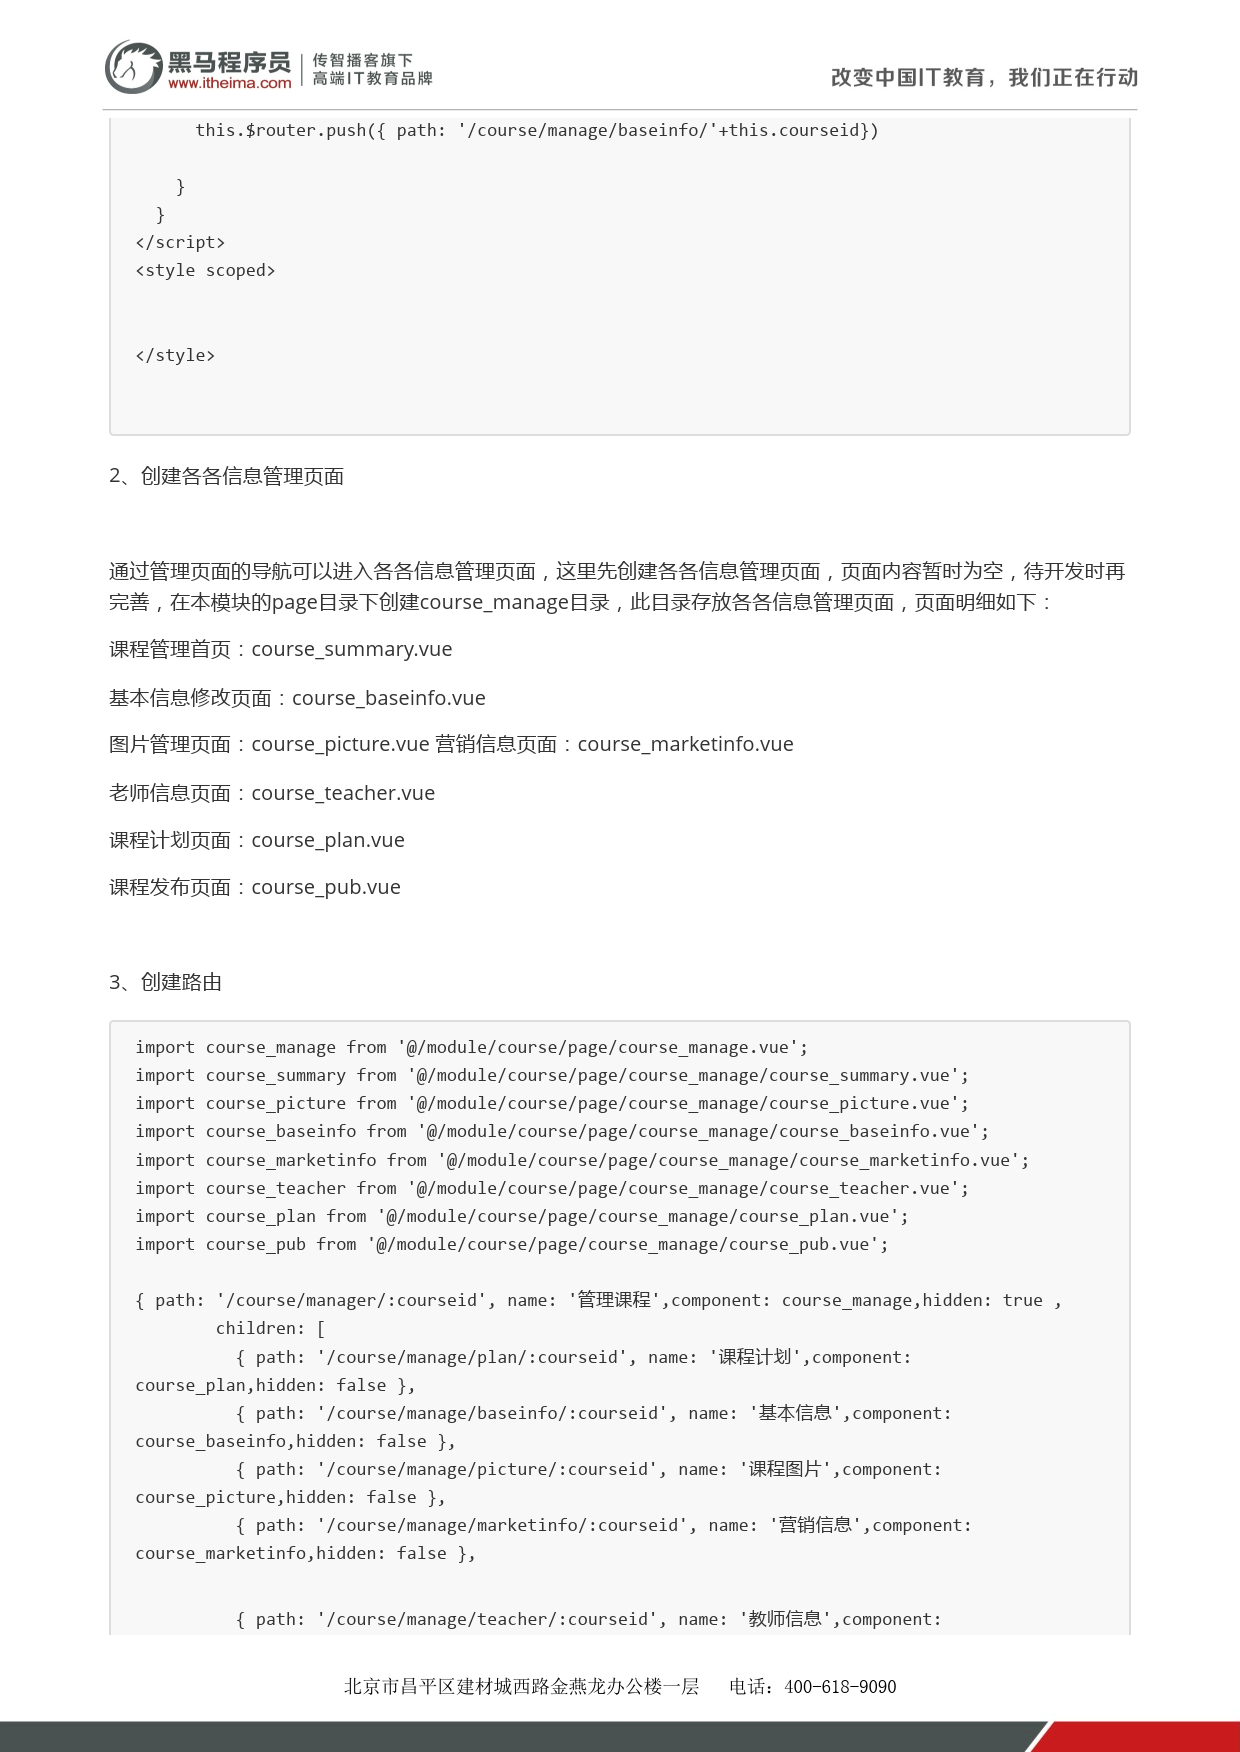 黑马程序员
www.itheima.com
传智播客旗下
高端IT教育品牌
改变中国IT教育，我们正在行动
this.$router.push({ path: '/course/manage/baseinfo/'+this.courseid})
}
}
</script>
<style scoped>
</style>
2、创建各各信息管理页面
通过管理页面的导航可以进入各各信息管理页面，这里先创建各各信息管理页面，页面内容暂时为空，待开发时再
完善，在本模块的page目录下创建course_manage目录，此目录存放各各信息管理页面，页面明细如下：
课程管理首页：course_summary.vue
基本信息修改页面：course_baseinfo.vue
图片管理页面：course_picture.vue 营销信息页面：course_marketinfo.vue
老师信息页面：course_teacher.vue
课程计划页面：course_plan.vue
课程发布页面：course_pub.vue
3、创建路由
import course_manage from '@/module/course/page/course_manage.vue';
import course_summary from '@/module/course/page/course_manage/course_summary.vue';
import course_picture from '@/module/course/page/course_manage/course_picture.vue';
import course_baseinfo from '@/module/course/page/course_manage/course_baseinfo.vue';
import course_marketinfo from '@/module/course/page/course_manage/course_marketinfo.vue';
import course_teacher from '@/module/course/page/course_manage/course_teacher.vue';
import course_plan from '@/module/course/page/course_manage/course_plan.vue';
import course_pub from '@/module/course/page/course_manage/course_pub.vue';
{ path: '/course/manager/:courseid', name: '管理课程',component: course_manage,hidden: true ,
children: [
{ path: '/course/manage/plan/:courseid', name: '课程计划',component:
course_plan,hidden: false },
{ path: '/course/manage/baseinfo/:courseid', name: '基本信息',component:
course_baseinfo,hidden: false },
{ path: '/course/manage/picture/:courseid', name: '课程图片',component:
course_picture,hidden: false },
{ path: '/course/manage/marketinfo/:courseid', name: '营销信息',component:
course_marketinfo,hidden: false },
{ path: '/course/manage/teacher/:courseid', name: '教师信息',component:
北京市昌平区建材城西路金燕龙办公楼一层 电话：400-618-9090